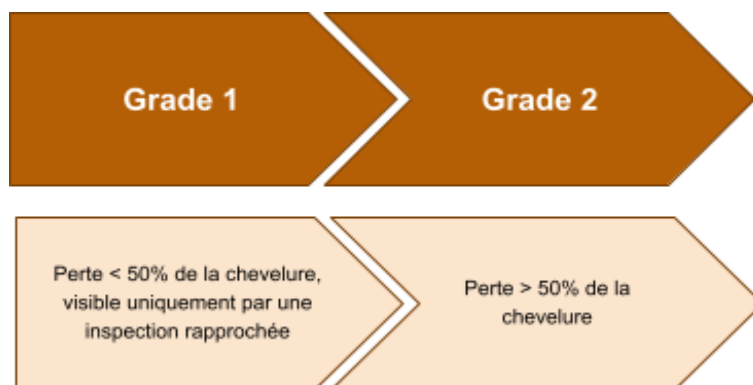 Grade 1
Grade 2
Perte < 50% de la chevelure,
visible uniquement par une
inspection rapprochée
Perte > 50% de la
chevelure